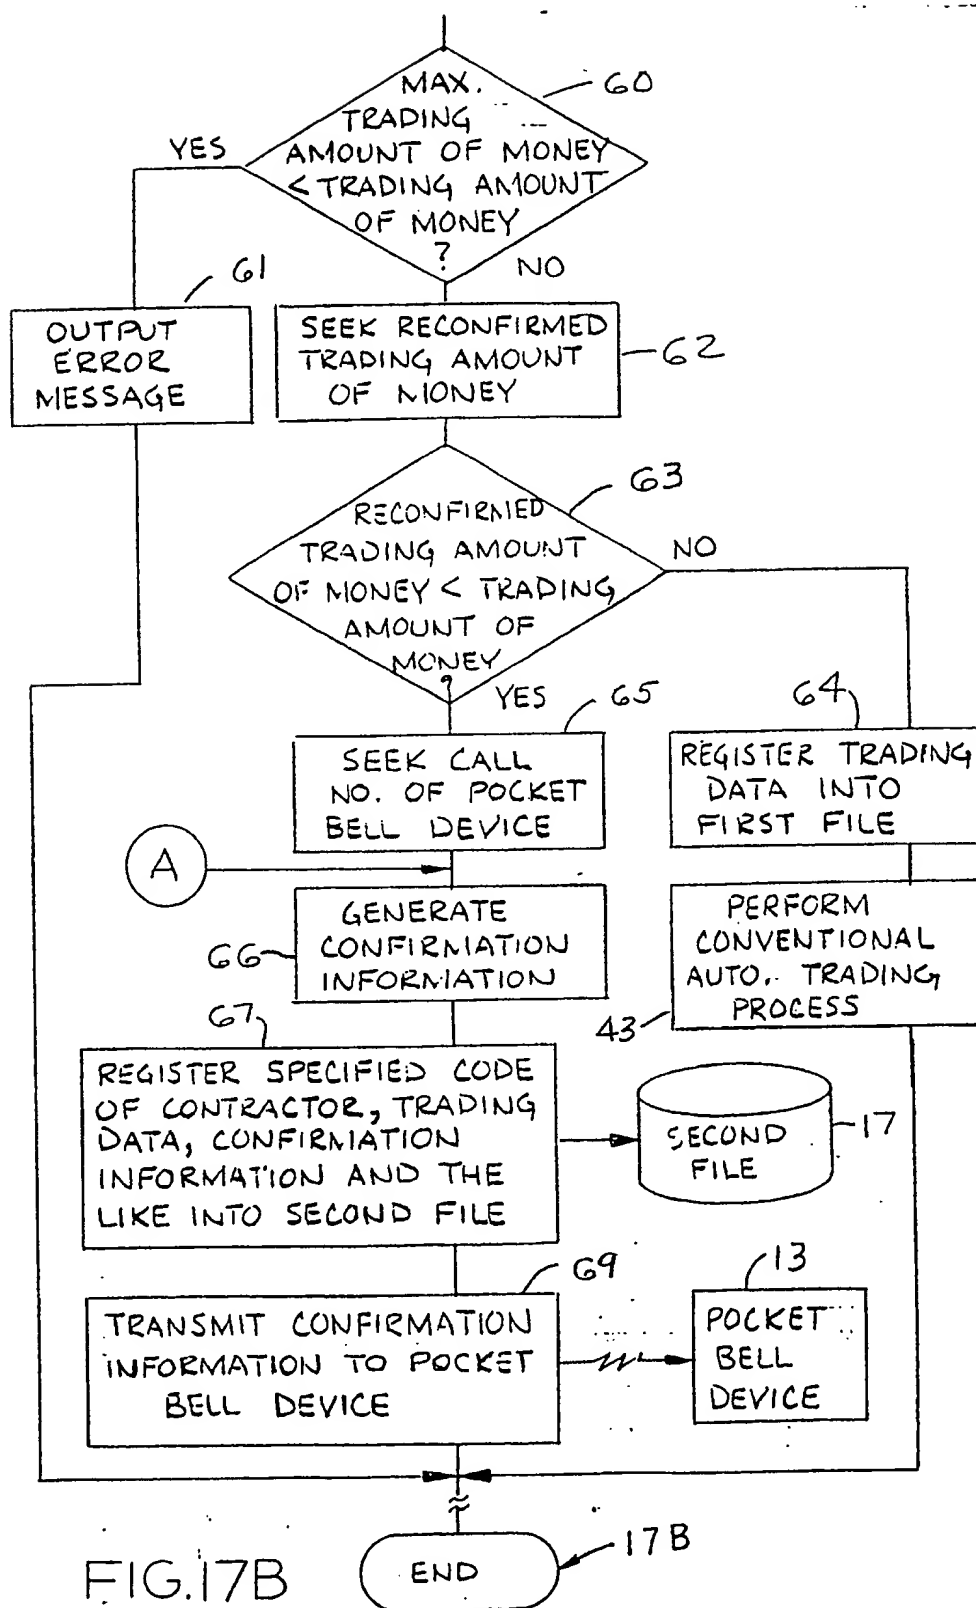 MAX.
TRADING
AMOUNT OF MONEY
< TRADING AMOUNT
OF MONEY
?
60
YES
NO
61
OUTPUT
ERROR
MESSAGE
SEEK RECONFIRMED
TRADING AMOUNT
OF MONEY
62
63
RECONFIRMED
TRADING AMOUNT
OF MONEY < TRADING
AMOUNT OF
MONEY
?
NO
YES
65
SEEK CALL
NO. OF POCKET
BELL DEVICE
64
REGISTER TRADING
DATA INTO
FIRST FILE
A
GENERATE
CONFIRMATION
INFORMATION
66
PERFORM
CONVENTIONAL
AUTO. TRADING
PROCESS
43
67
REGISTER SPECIFIED CODE
OF CONTRACTOR, TRADING
DATA, CONFIRMATION
INFORMATION AND THE
LIKE INTO SECOND FILE
SECOND
FILE
17
69
TRANSMIT CONFIRMATION
INFORMATION TO POCKET
BELL DEVICE
13
POCKET
BELL
DEVICE
END
17B
FIG.17B